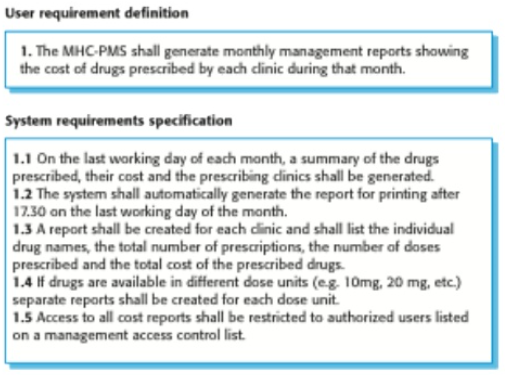 User requirement definition
1. The MHC-PMS shall generate monthly management reports showing
the cost of drugs prescribed by each clinic during that month.
System requirements specification
1.1 On the last working day of each month, a summary of the drugs
prescribed, their cost and the prescribing clinics shall be generated.
1.2 The system shall automatically generate the report for printing after
17.30 on the last working day of the month.
1.3 A report shall be created for each clinic and shall list the individual
drug names, the total number of prescriptions, the number of doses
prescribed and the total cost of the prescribed drugs.
1.4 If drugs are available in different dose units (e.g. 10mg, 20 mg, etc.)
separate reports shall be created for each dose unit.
1.5 Access to all cost reports shall be restricted to authorized users listed
on a management access control list.